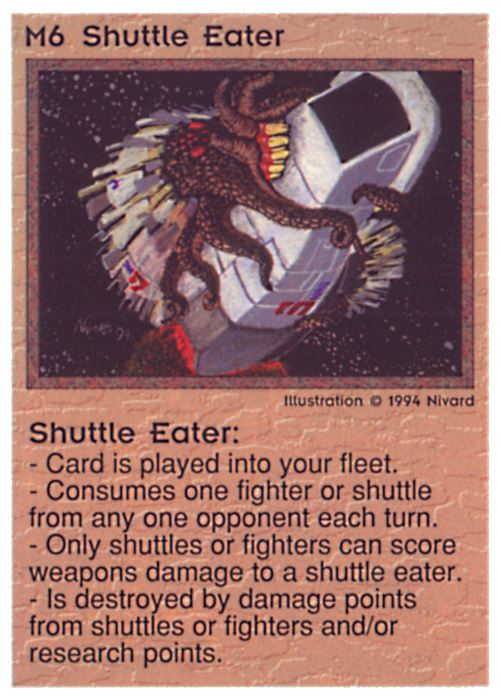 M6 Shuttle Eater
Nivard 94
Illustration © 1994 Nivard
Shuttle Eater:
- Card is played into your fleet.
- Consumes one fighter or shuttle
from any one opponent each turn.
- Only shuttles or fighters can score
weapons damage to a shuttle eater.
- Is destroyed by damage points
from shuttles or fighters and/or
research points.